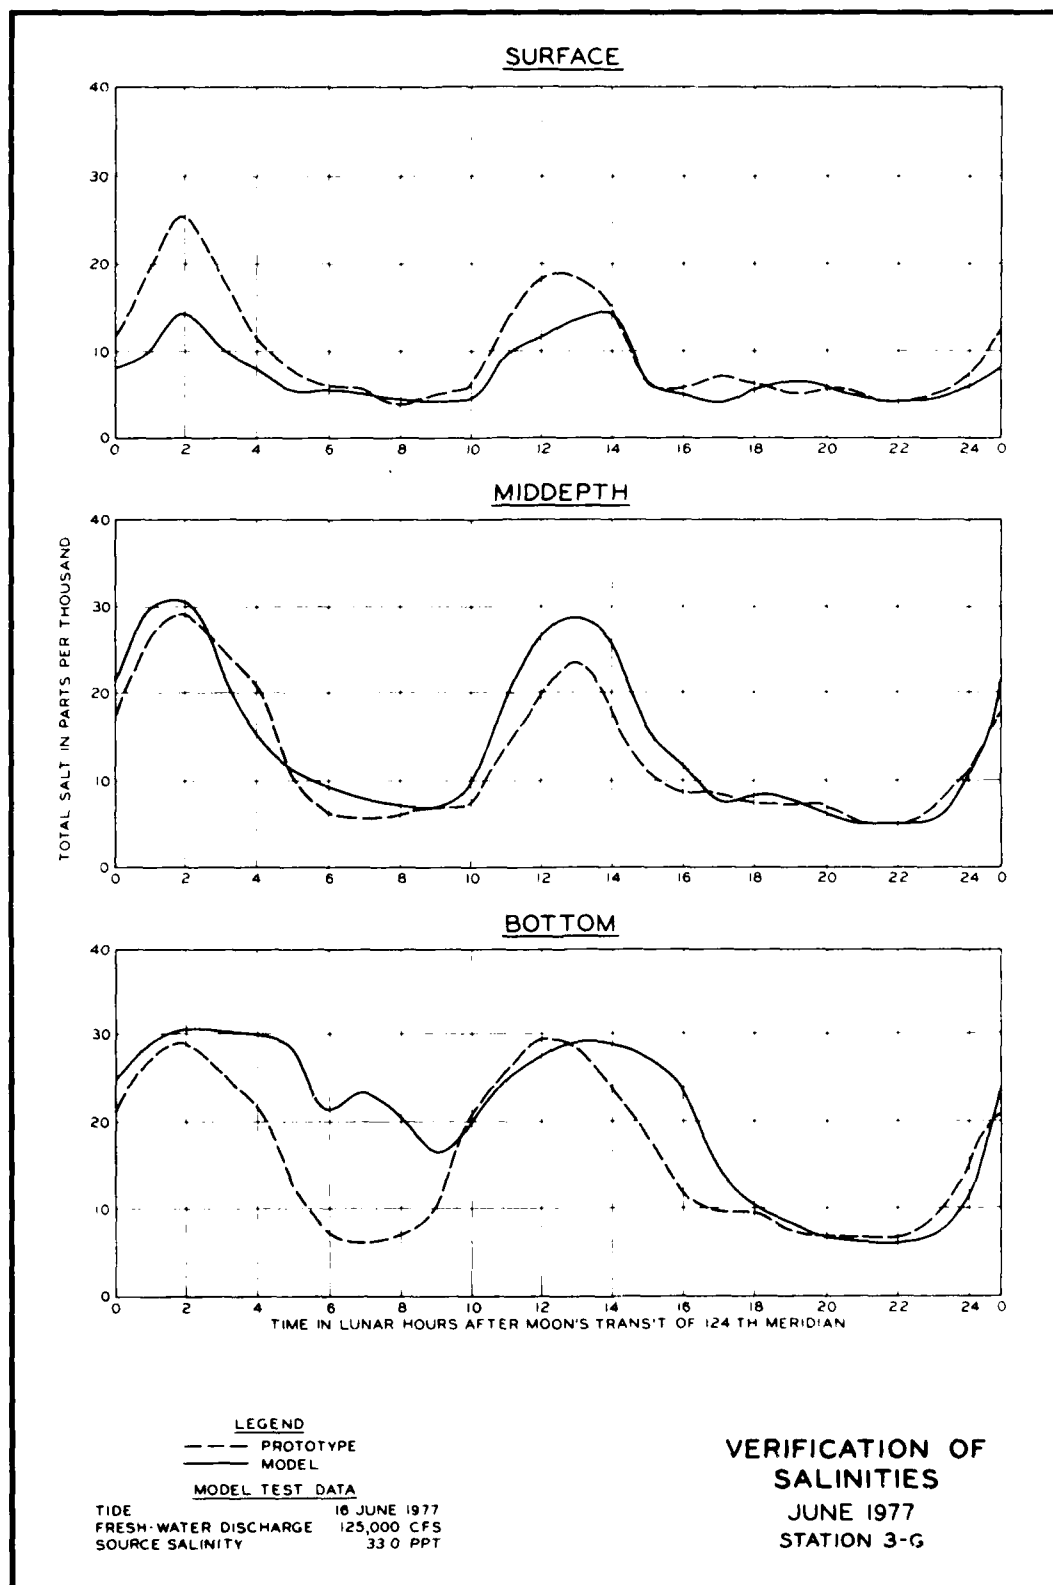 SURFACE
40
30
20
10
0
0 2 4 6 8 10 12 14 16 18 20 22 24 0
MIDDEPTH
TOTAL SALT IN PARTS PER THOUSAND
40
30
20
10
0
0 2 4 6 8 10 12 14 16 18 20 22 24 0
BOTTOM
40
30
20
10
0
0 2 4 6 8 10 12 14 16 18 20 22 24 0
TIME IN LUNAR HOURS AFTER MOON'S TRANS'T OF 124 TH MERIDIAN
LEGEND
PROTOTYPE
MODEL
MODEL TEST DATA
TIDE 16 JUNE 1977
FRESH-WATER DISCHARGE 125,000 CFS
SOURCE SALINITY 33 0 PPT
VERIFICATION OF
SALINITIES
JUNE 1977
STATION 3-G